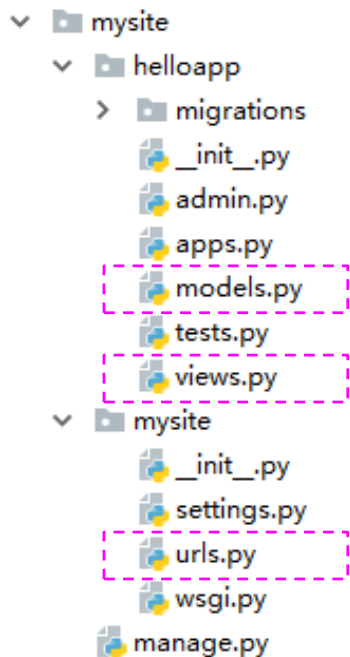 mysite
helloapp
migrations
__init__.py
admin.py
apps.py
models.py
tests.py
views.py
mysite
__init__.py
settings.py
urls.py
wsgi.py
manage.py